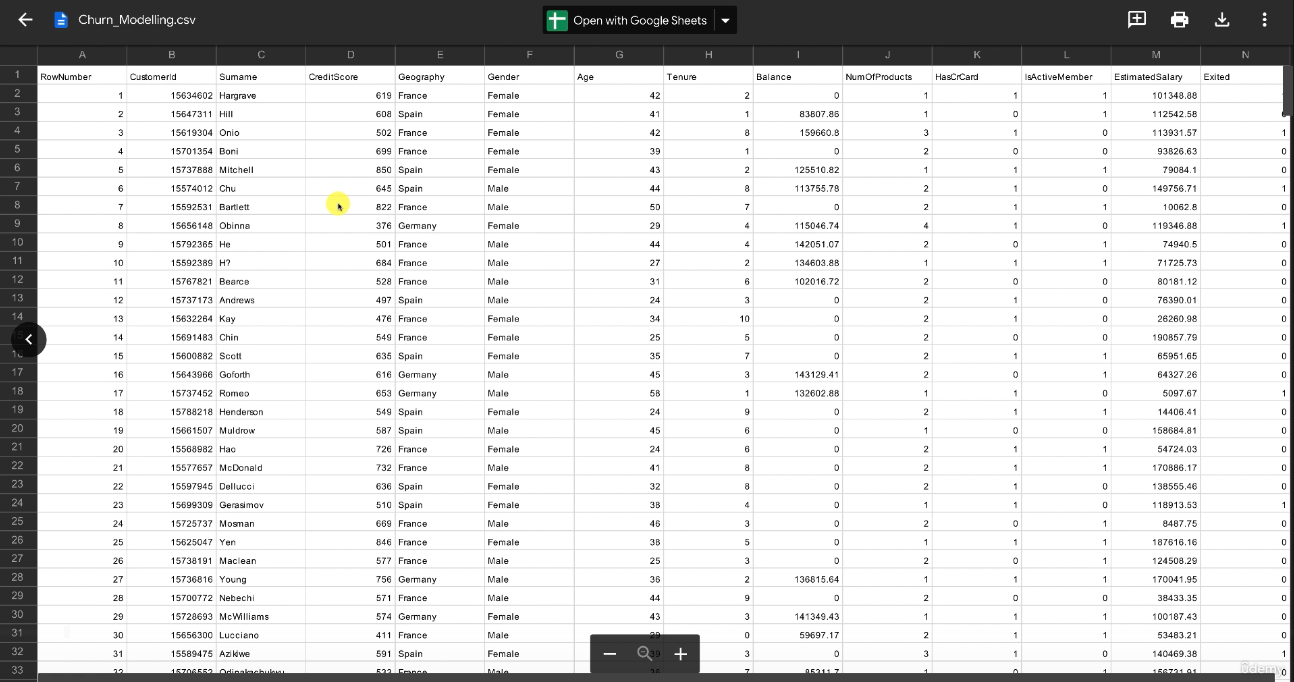 Churn_Modelling.csv Open with Google Sheets
A B C D E F G H I J K L M N
1 RowNumber CustomerId Surname CreditScore Geography Gender Age Tenure Balance NumOfProducts HasCrCard IsActiveMember EstimatedSalary Exited
2 1 15634602 Hargrave 619 France Female 42 2 0 1 1 1 101348.88
3 2 15647311 Hill 608 Spain Female 41 1 83807.86 1 0 1 112542.58
4 3 15619304 Onio 502 France Female 42 8 159660.8 3 1 0 113931.57 1
5 4 15701354 Boni 699 France Female 39 1 0 2 0 0 93826.63 0
6 5 15737888 Mitchell 850 Spain Female 43 2 125510.82 1 1 1 79084.1 0
7 6 15574012 Chu 645 Spain Male 44 8 113755.78 2 1 0 149756.71 1
8 7 15592531 Bartlett 822 France Male 50 7 0 2 1 1 10062.8 0
9 8 15656148 Obinna 376 Germany Female 29 4 115046.74 4 1 0 119346.88 1
10 9 15792365 He 501 France Male 44 4 142051.07 2 0 1 74940.5 0
11 10 15592389 H? 684 France Male 27 2 134603.88 1 1 1 71725.73 0
12 11 15767821 Bearce 528 France Male 31 6 102016.72 2 0 0 80181.12 0
13 12 15737173 Andrews 497 Spain Male 24 3 0 2 1 0 76390.01 0
14 13 15632264 Kay 476 France Female 34 10 0 2 1 0 26260.98 0
14 15691483 Chin 549 France Female 25 5 0 2 0 0 190857.79 0
16 15 15600882 Scott 635 Spain Female 35 7 0 2 1 1 65951.65 0
17 16 15643966 Goforth 616 Germany Male 45 3 143129.41 2 0 1 64327.26 0
18 17 15737452 Romeo 653 Germany Male 58 1 132602.88 1 1 0 5097.67 1
19 18 15788218 Henderson 549 Spain Female 24 9 0 2 1 1 14406.41 0
20 19 15661507 Muldrow 587 Spain Male 45 6 0 1 0 0 158684.81 0
21 20 15568982 Hao 726 France Female 24 6 0 2 1 1 54724.03 0
22 21 15577657 McDonald 732 France Male 41 8 0 2 1 1 170886.17 0
23 22 15597945 Dellucci 636 Spain Female 32 8 0 2 1 0 138555.46 0
24 23 15699309 Gerasimov 510 Spain Female 38 4 0 1 1 0 118913.53 1
25 24 15725737 Mosman 669 France Male 46 3 0 2 0 1 8487.75 0
26 25 15625047 Yen 846 France Female 38 5 0 1 1 1 187616.16 0
27 26 15738191 Maclean 577 France Male 25 3 0 2 0 1 124508.29 0
28 27 15736816 Young 756 Germany Male 36 2 136815.64 1 1 1 170041.95 0
29 28 15700772 Nebechi 571 France Male 44 9 0 2 0 0 38433.35 0
30 29 15728693 McWilliams 574 Germany Female 43 3 141349.43 1 1 1 100187.43 0
31 30 15656300 Lucciano 411 France Male 29 0 59697.17 2 1 1 53483.21 0
32 31 15589475 Azikiwe 591 Spain Female 39 3 0 3 1 0 140469.38 1
33 32 15706552 Odinakachukwu 533 France Male 35 7 85311.7 1 0 1 156731.91 0
ûdemy